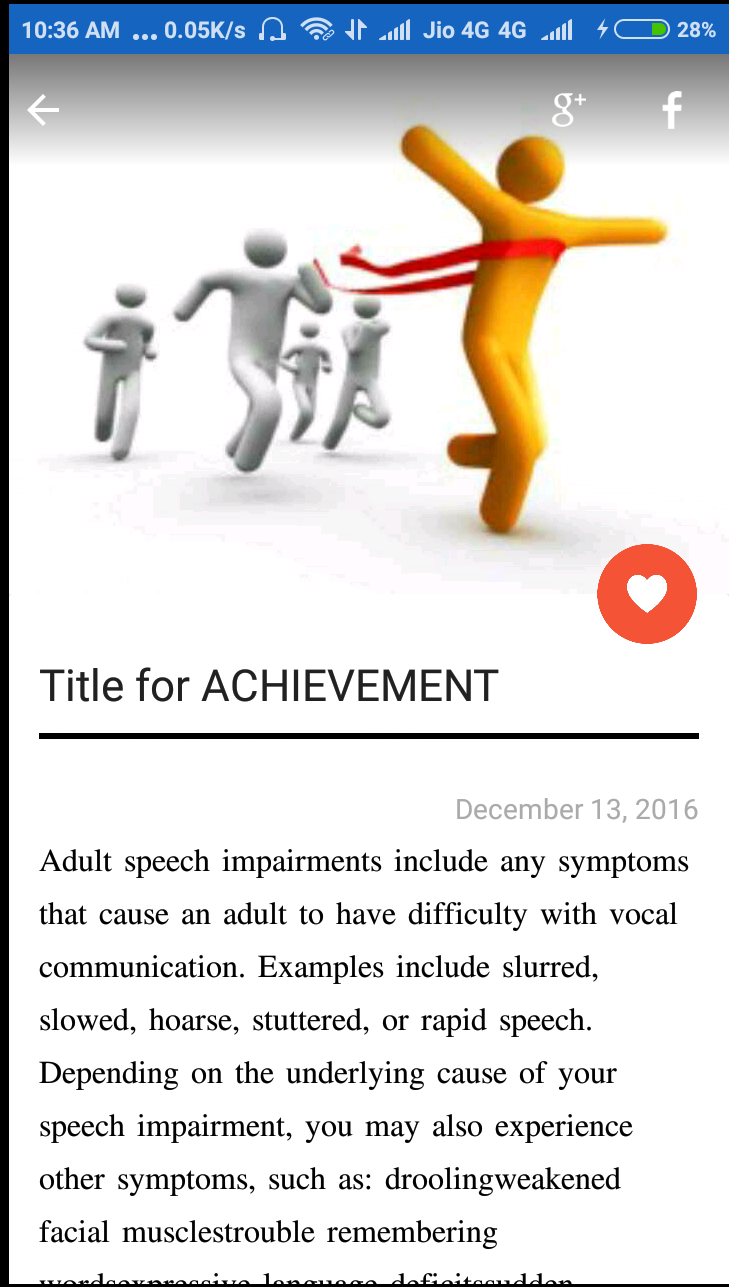 10:36 AM ... 0.05K/s Jio 4G 4G 28%
g+ f
Title for ACHIEVEMENT
December 13, 2016
Adult speech impairments include any symptoms
that cause an adult to have difficulty with vocal
communication. Examples include slurred,
slowed, hoarse, stuttered, or rapid speech.
Depending on the underlying cause of your
speech impairment, you may also experience
other symptoms, such as: droolingweakened
facial musclestrouble remembering
wordsexpressive language deficitssudden